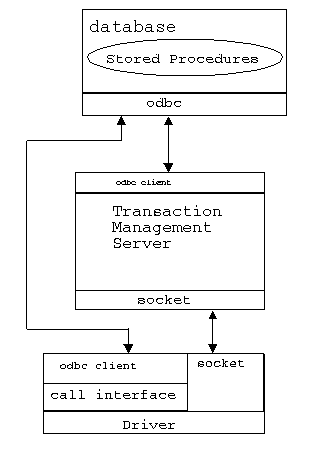 database
Stored Procedures
odbc
odbc client
Transaction
Management
Server
socket
odbc client
socket
call interface
Driver